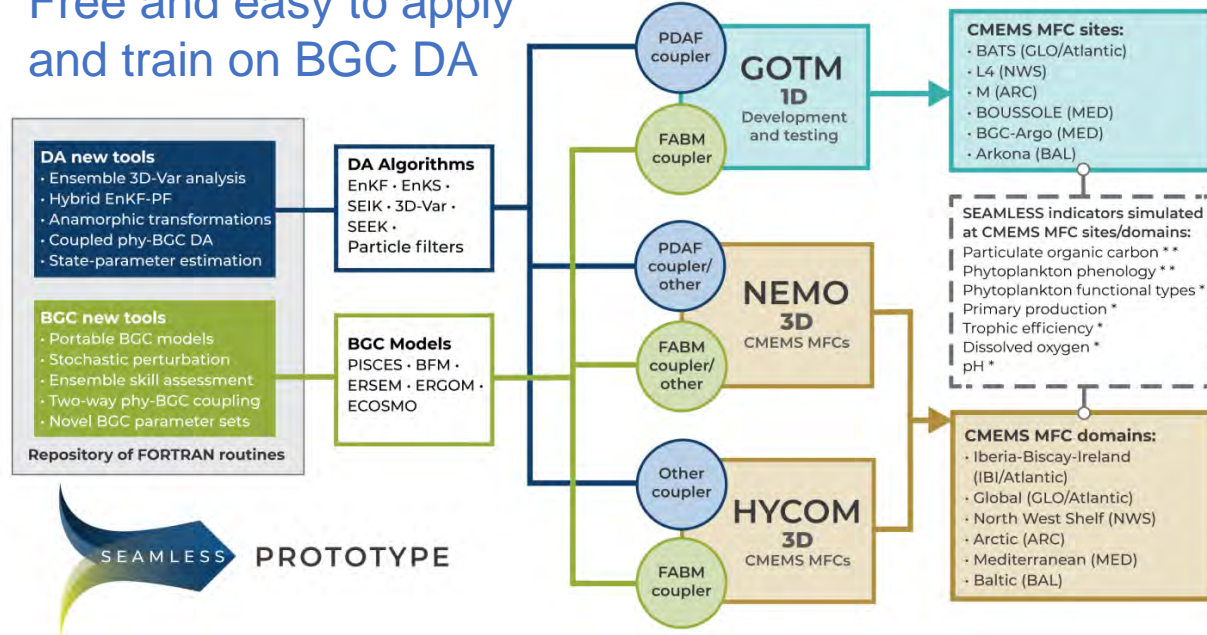 Free and easy to apply
and train on BGC DA
DA new tools
• Ensemble 3D-Var analysis
• Hybrid EnKF-PF
• Anamorphic transformations
• Coupled phy-BGC DA
• State-parameter estimation
BGC new tools
• Portable BGC models
• Stochastic perturbation
• Ensemble skill assessment
• Two-way phy-BGC coupling
• Novel BGC parameter sets
Repository of FORTRAN routines
DA Algorithms
EnKF • EnKS •
SEIK • 3D-Var •
SEEK •
Particle filters
BGC Models
PISCES • BFM •
ERSEM • ERGOM •
ECOSMO
PDAF
coupler
FABM
coupler
GOTM
1D
Development
and testing
PDAF
coupler/
other
FABM
coupler/
other
NEMO
3D
CMEMS MFCs
Other
coupler
FABM
coupler
HYCOM
3D
CMEMS MFCs
CMEMS MFC sites:
• BATS (GLO/Atlantic)
• L4 (NWS)
• M (ARC)
• BOUSSOLE (MED)
• BGC-Argo (MED)
• Arkona (BAL)
SEAMLESS indicators simulated
at CMEMS MFC sites/domains:
Particulate organic carbon * *
Phytoplankton phenology * *
Phytoplankton functional types *
Primary production *
Trophic efficiency *
Dissolved oxygen *
pH *
CMEMS MFC domains:
• Iberia-Biscay-Ireland
(IBI/Atlantic)
• Global (GLO/Atlantic)
• North West Shelf (NWS)
• Arctic (ARC)
• Mediterranean (MED)
• Baltic (BAL)
SEAMLESS PROTOTYPE